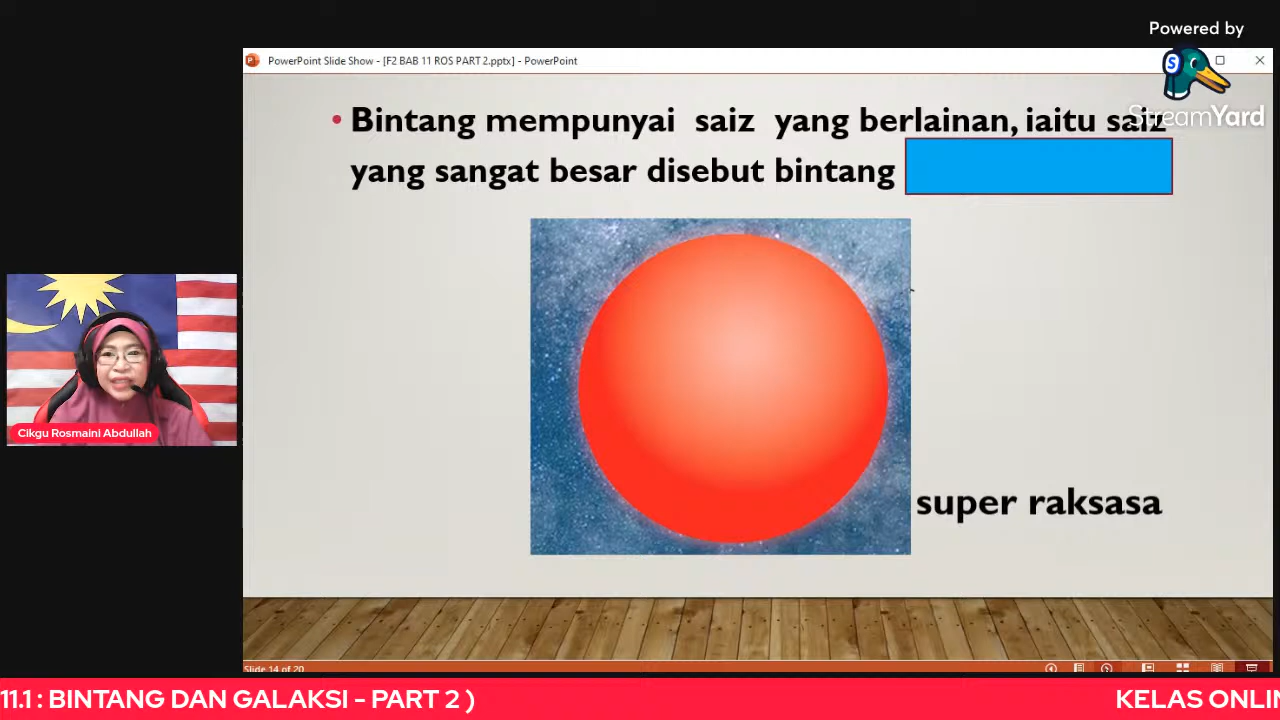 Powered by
StreamYard
PowerPoint Slide Show - [F2 BAB 11 ROS PART 2.pptx] - PowerPoint
• Bintang mempunyai saiz yang berlainan, iaitu saiz
yang sangat besar disebut bintang
super raksasa
Cikgu Rosmaini Abdullah
Slide 14 of 20
11.1 : BINTANG DAN GALAKSI - PART 2 )
KELAS ONLIN